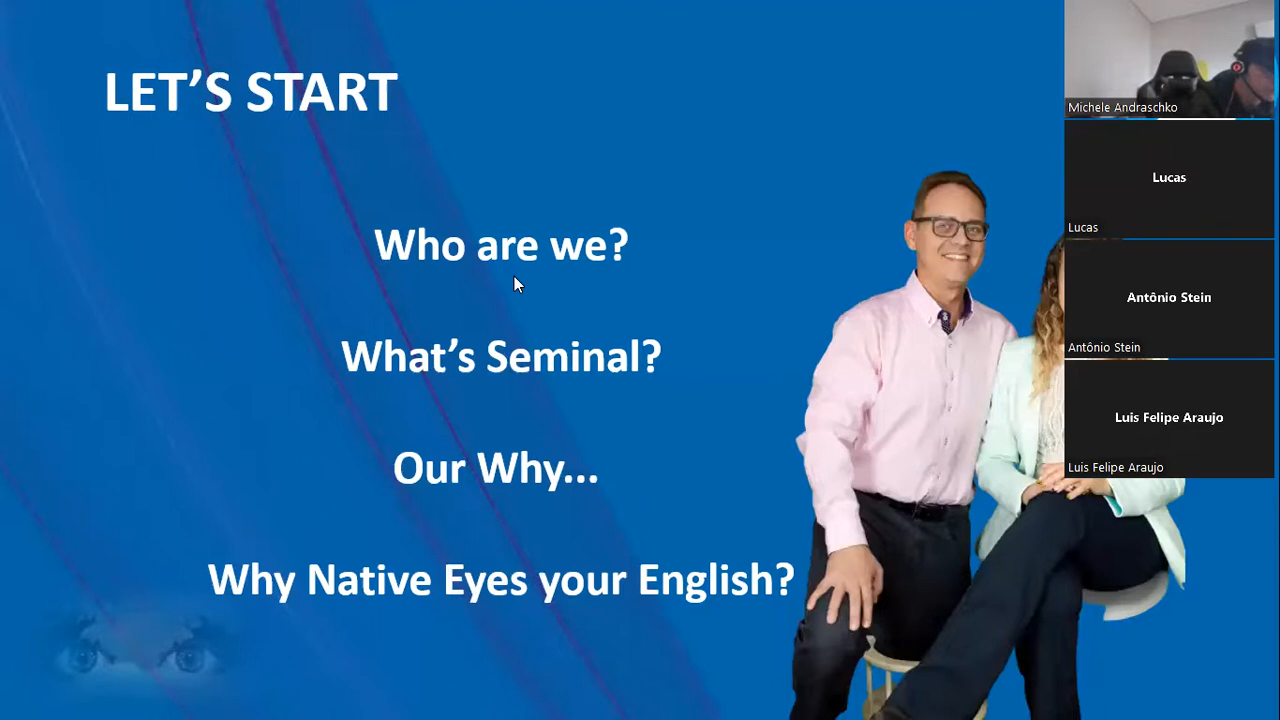 LET'S START
Who are we?
What's Seminal?
Our Why...
Why Native Eyes your English?
Michele Andraschko
Lucas
Lucas
Antônio Stein
Antônio Stein
Luis Felipe Araujo
Luis Felipe Araujo